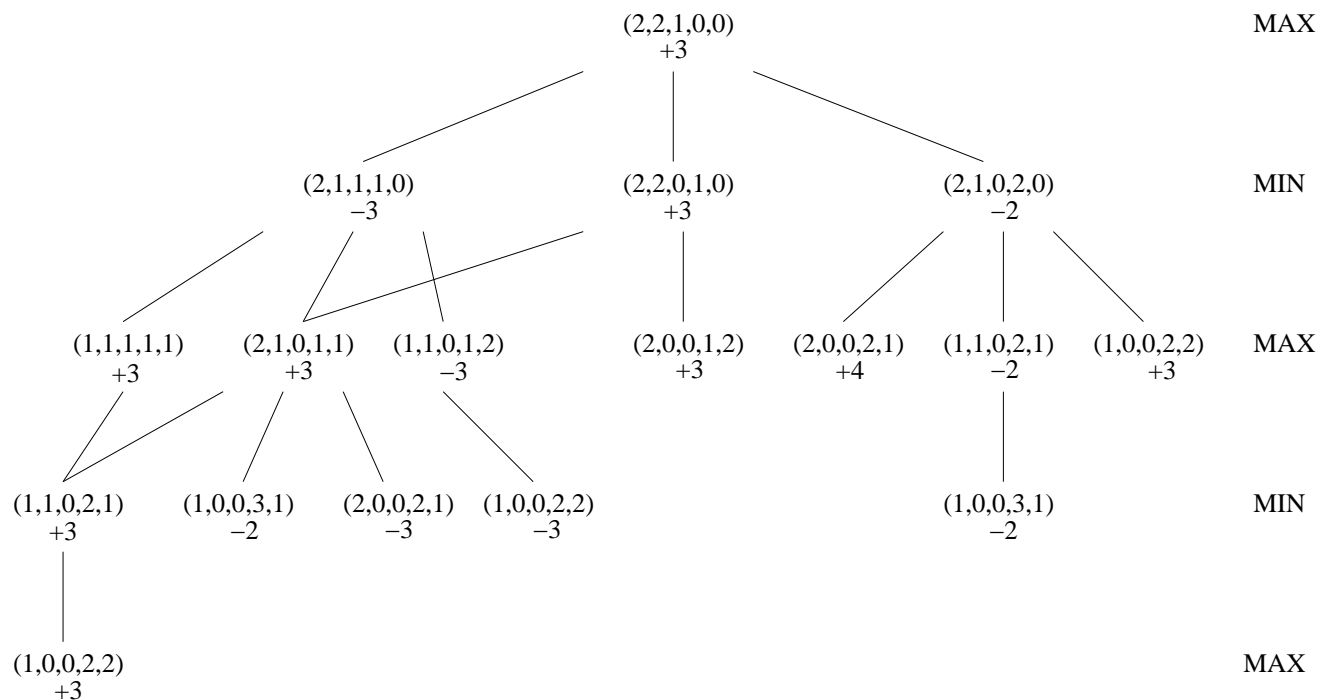 (2,2,1,0,0) MAX
+3
(2,1,1,1,0) (2,2,0,1,0) (2,1,0,2,0) MIN
−3 +3 −2
(1,1,1,1,1) (2,1,0,1,1) (1,1,0,1,2) (2,0,0,1,2) (2,0,0,2,1) (1,1,0,2,1) (1,0,0,2,2) MAX
+3 +3 −3 +3 +4 −2 +3
(1,1,0,2,1) (1,0,0,3,1) (2,0,0,2,1) (1,0,0,2,2) (1,0,0,3,1) MIN
+3 −2 −3 −3 −2
(1,0,0,2,2) MAX
+3